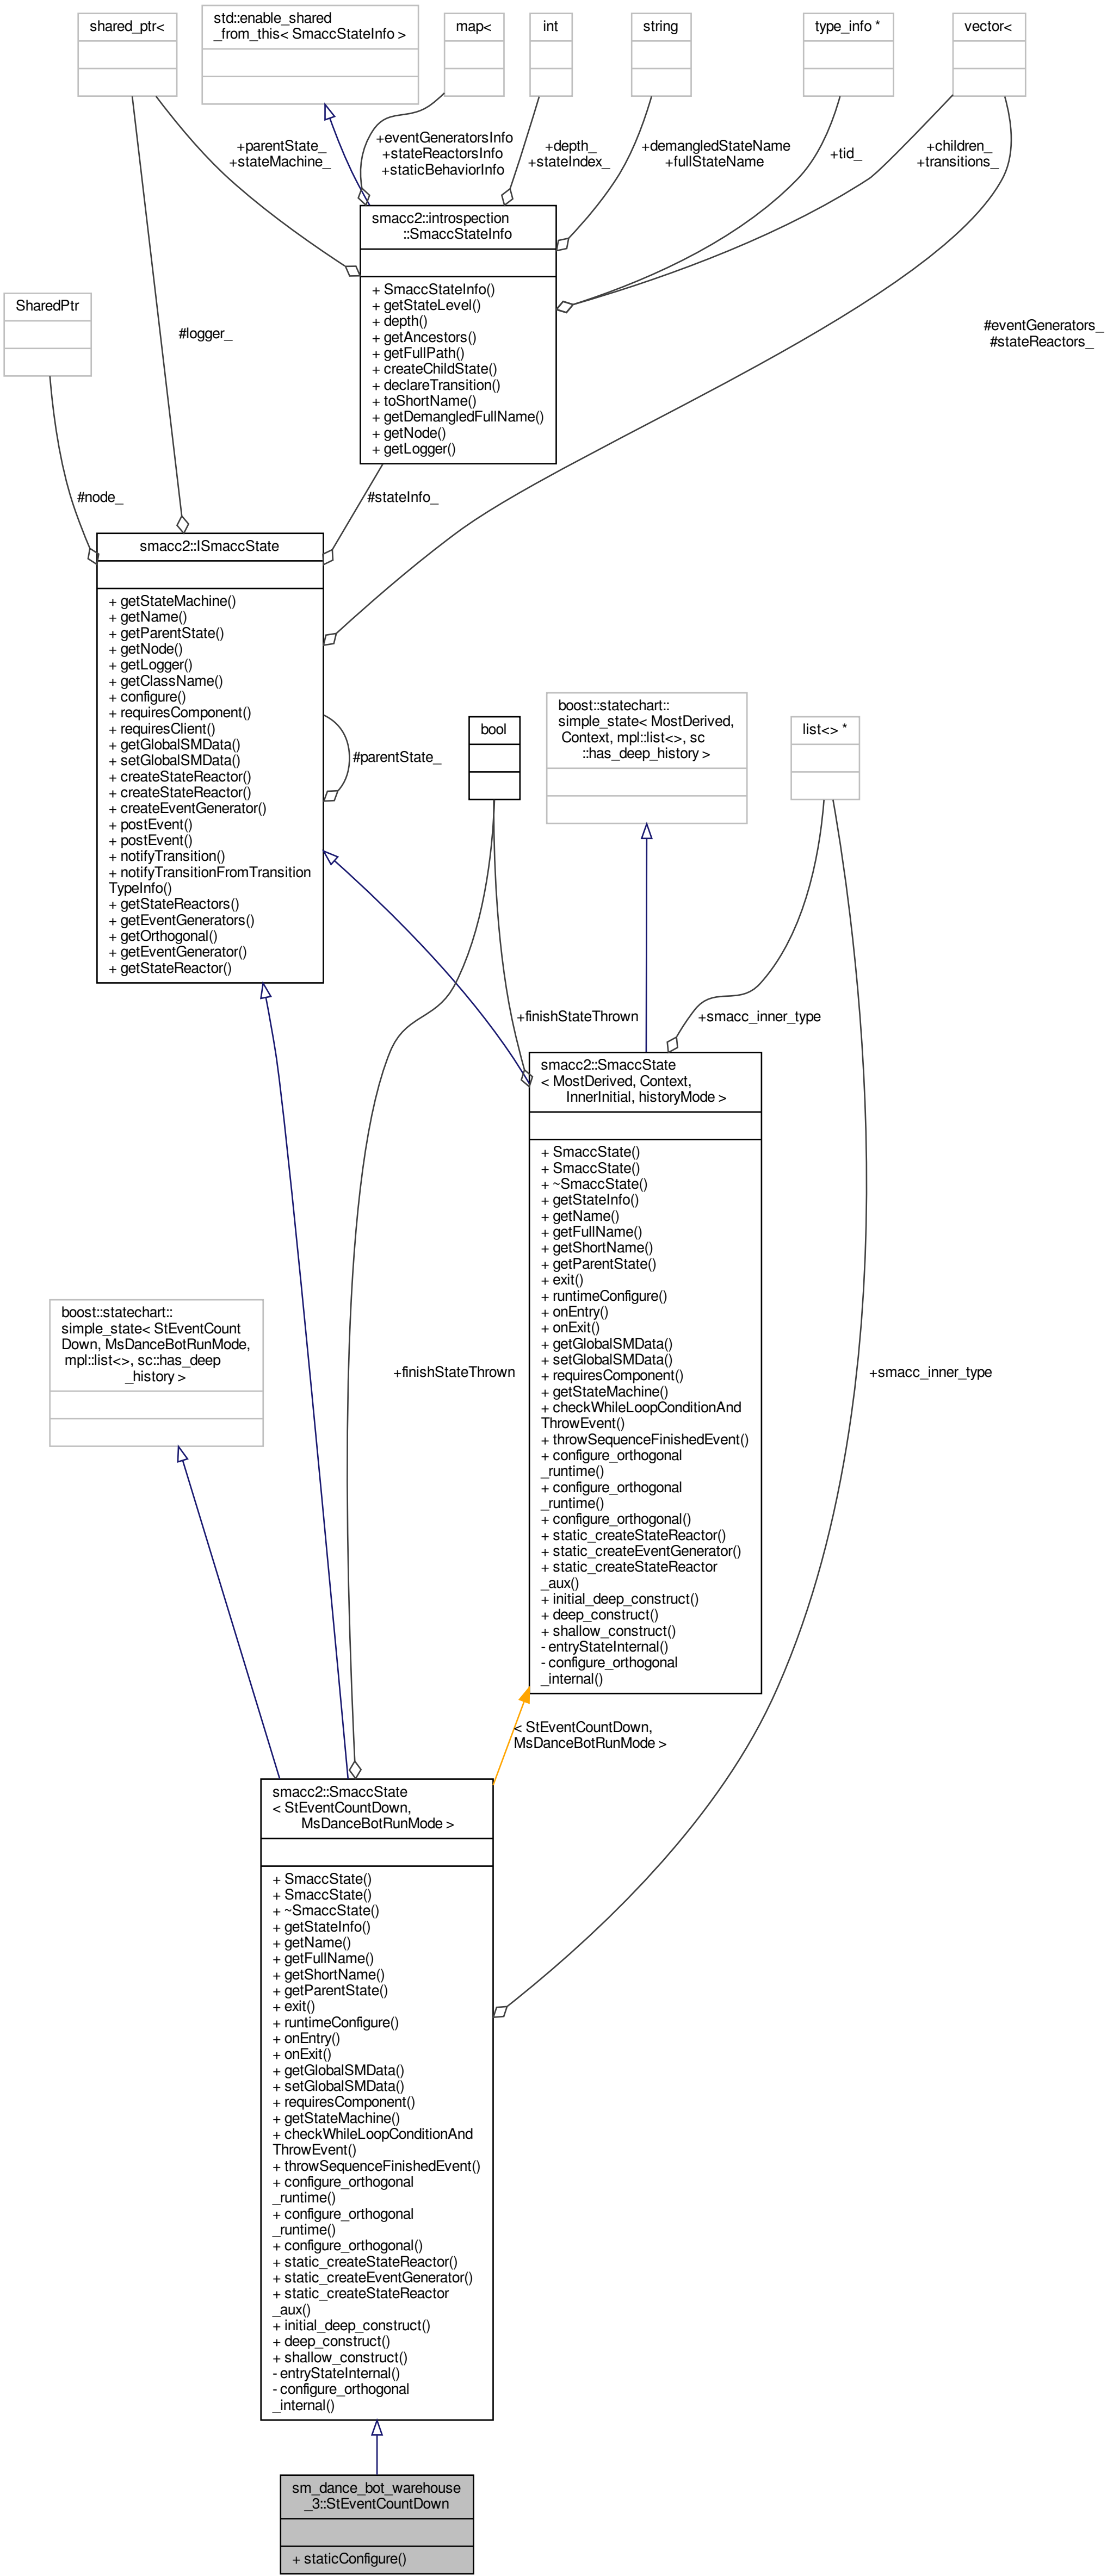 shared_ptr<
std::enable_shared
_from_this< SmaccStateInfo >
map<
int
string
type_info *
vector<
+parentState_
+stateMachine_
+eventGeneratorsInfo
+stateReactorsInfo
+staticBehaviorInfo
+depth_
+stateIndex_
+demangledStateName
+fullStateName
+tid_
+children_
+transitions_
smacc2::introspection
::SmaccStateInfo
+ SmaccStateInfo()
+ getStateLevel()
+ depth()
+ getAncestors()
+ getFullPath()
+ createChildState()
+ declareTransition()
+ toShortName()
+ getDemangledFullName()
+ getNode()
+ getLogger()
SharedPtr
#logger_
#eventGenerators_
#stateReactors_
#node_
#stateInfo_
smacc2::ISmaccState
+ getStateMachine()
+ getName()
+ getParentState()
+ getNode()
+ getLogger()
+ getClassName()
+ configure()
+ requiresComponent()
+ requiresClient()
+ getGlobalSMData()
+ setGlobalSMData()
+ createStateReactor()
+ createStateReactor()
+ createEventGenerator()
+ postEvent()
+ postEvent()
+ notifyTransition()
+ notifyTransitionFromTransition
TypeInfo()
+ getStateReactors()
+ getEventGenerators()
+ getOrthogonal()
+ getEventGenerator()
+ getStateReactor()
#parentState_
bool
boost::statechart::
simple_state< MostDerived,
Context, mpl::list<>, sc
::has_deep_history >
list<> *
+finishStateThrown
+smacc_inner_type
smacc2::SmaccState
< MostDerived, Context,
InnerInitial, historyMode >
+ SmaccState()
+ SmaccState()
+ ~SmaccState()
+ getStateInfo()
+ getName()
+ getFullName()
+ getShortName()
+ getParentState()
+ exit()
+ runtimeConfigure()
+ onEntry()
+ onExit()
+ getGlobalSMData()
+ setGlobalSMData()
+ requiresComponent()
+ getStateMachine()
+ checkWhileLoopConditionAnd
ThrowEvent()
+ throwSequenceFinishedEvent()
+ configure_orthogonal
_runtime()
+ configure_orthogonal
_runtime()
+ configure_orthogonal()
+ static_createStateReactor()
+ static_createEventGenerator()
+ static_createStateReactor
_aux()
+ initial_deep_construct()
+ deep_construct()
+ shallow_construct()
- entryStateInternal()
- configure_orthogonal
_internal()
boost::statechart::
simple_state< StEventCount
Down, MsDanceBotRunMode,
mpl::list<>, sc::has_deep
_history >
+finishStateThrown
+smacc_inner_type
< StEventCountDown,
MsDanceBotRunMode >
smacc2::SmaccState
< StEventCountDown,
MsDanceBotRunMode >
+ SmaccState()
+ SmaccState()
+ ~SmaccState()
+ getStateInfo()
+ getName()
+ getFullName()
+ getShortName()
+ getParentState()
+ exit()
+ runtimeConfigure()
+ onEntry()
+ onExit()
+ getGlobalSMData()
+ setGlobalSMData()
+ requiresComponent()
+ getStateMachine()
+ checkWhileLoopConditionAnd
ThrowEvent()
+ throwSequenceFinishedEvent()
+ configure_orthogonal
_runtime()
+ configure_orthogonal
_runtime()
+ configure_orthogonal()
+ static_createStateReactor()
+ static_createEventGenerator()
+ static_createStateReactor
_aux()
+ initial_deep_construct()
+ deep_construct()
+ shallow_construct()
- entryStateInternal()
- configure_orthogonal
_internal()
sm_dance_bot_warehouse
_3::StEventCountDown
+ staticConfigure()